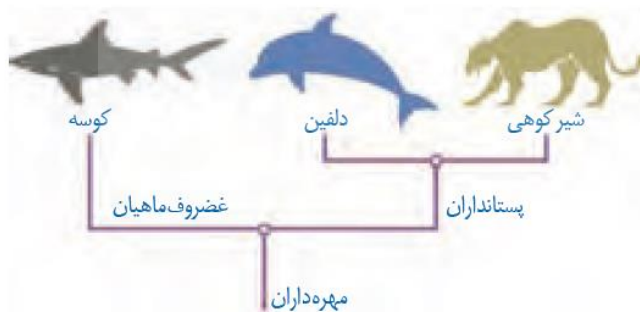 شیر کوهی
دلفین
کوسه
پستانداران
غضروف‌ماهیان
مهره‌داران